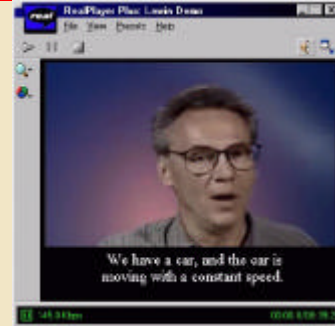 real RealPlayer Plus: Lewin Demo
File View Presets Help
We have a car, and the car is
moving with a constant speed.